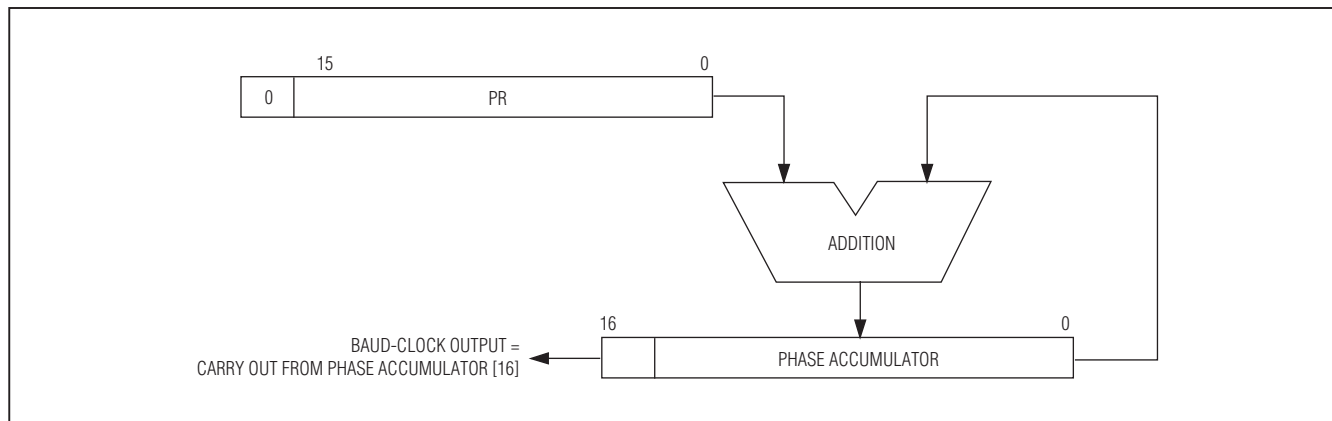 15 0
0 PR
ADDITION
16 0
BAUD-CLOCK OUTPUT =
CARRY OUT FROM PHASE ACCUMULATOR [16]
PHASE ACCUMULATOR